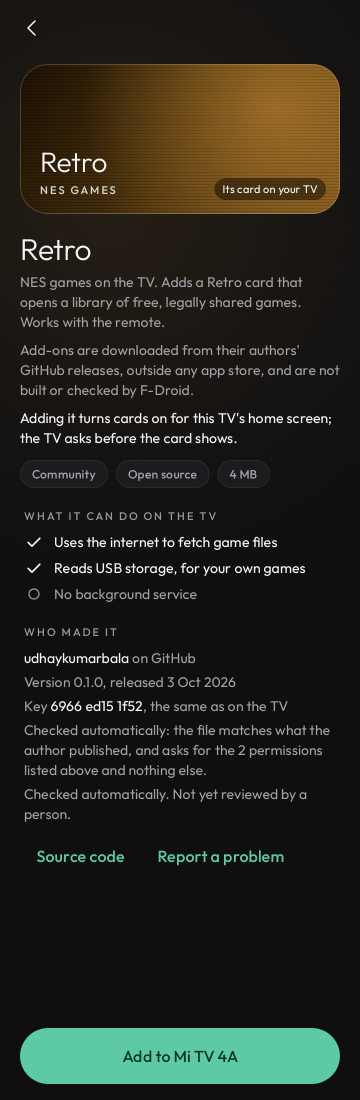 Retro
NES GAMES
Its card on your TV
Retro
NES games on the TV. Adds a Retro card that
opens a library of free, legally shared games.
Works with the remote.
Add-ons are downloaded from their authors'
GitHub releases, outside any app store, and are not
built or checked by F-Droid.
Adding it turns cards on for this TV's home screen;
the TV asks before the card shows.
Community
Open source
4 MB
WHAT IT CAN DO ON THE TV
Uses the internet to fetch game files
Reads USB storage, for your own games
No background service
WHO MADE IT
udhaykumarbala on GitHub
Version 0.1.0, released 3 Oct 2026
Key 6966 ed15 1f52, the same as on the TV
Checked automatically: the file matches what the
author published, and asks for the 2 permissions
listed above and nothing else.
Checked automatically. Not yet reviewed by a
person.
Source code
Report a problem
Add to Mi TV 4A